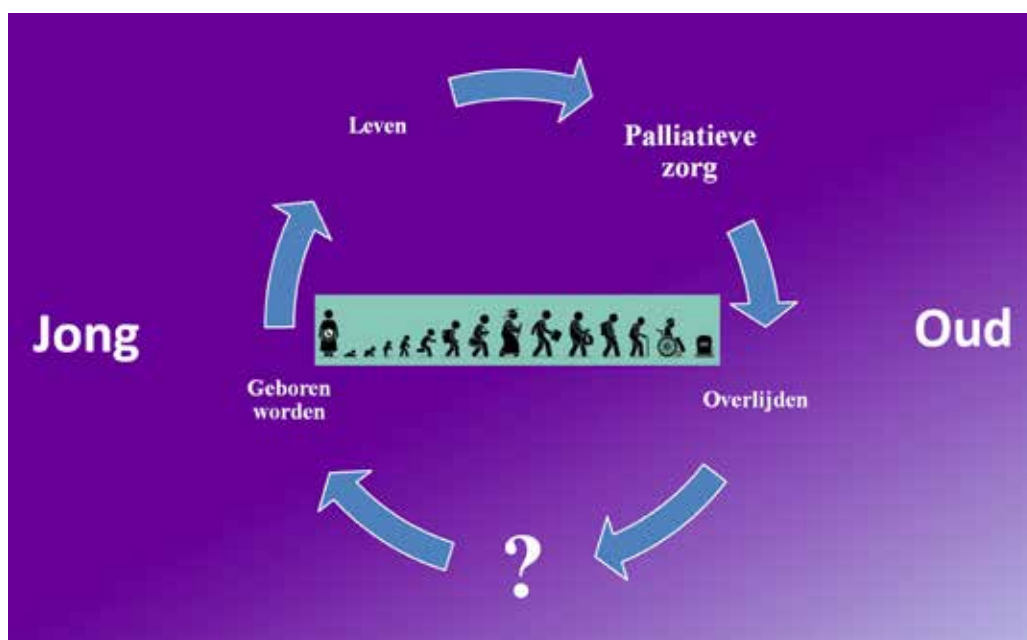 Leven
Palliatieve
zorg
Jong
Oud
Geboren
worden
Overlijden
?